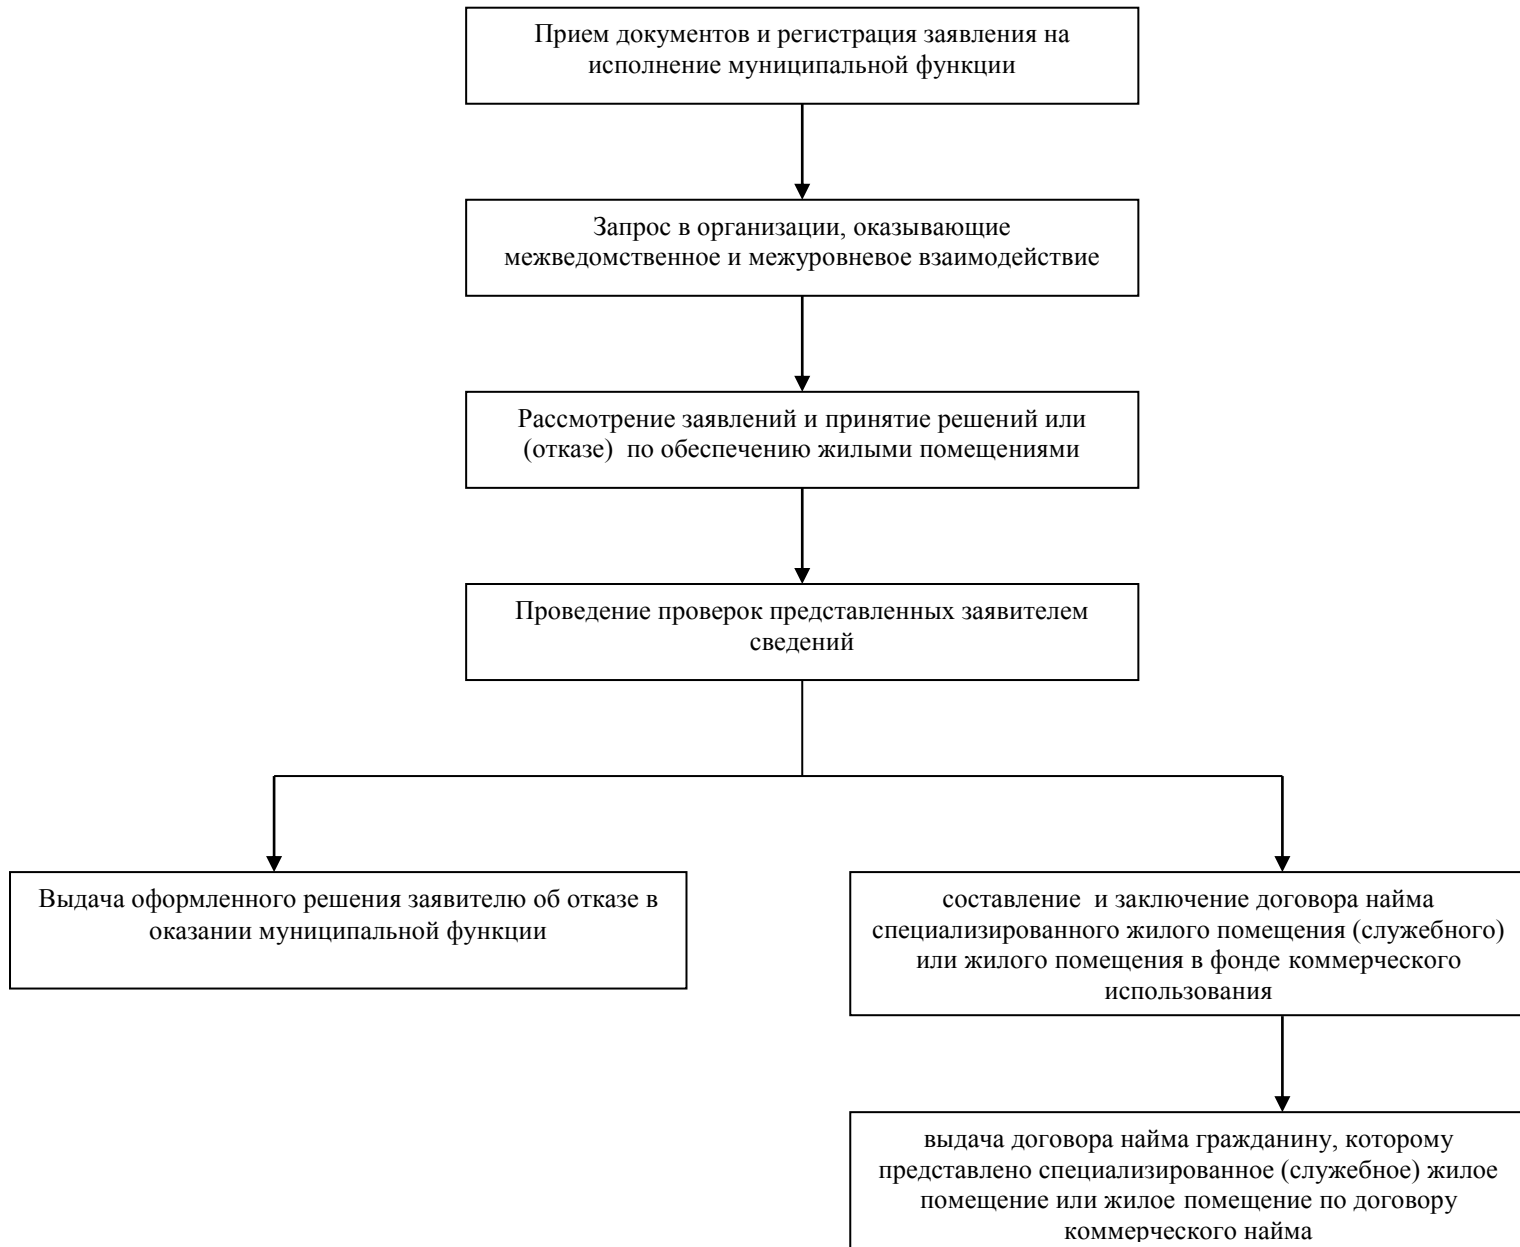 Прием документов и регистрация заявления на
исполнение муниципальной функции
Запрос в организации, оказывающие
межведомственное и межуровневое взаимодействие
Рассмотрение заявлений и принятие решений или
(отказе)  по обеспечению жилыми помещениями
Проведение проверок представленных заявителем
сведений
Выдача оформленного решения заявителю об отказе в
оказании муниципальной функции
составление  и заключение договора найма
специализированного жилого помещения (служебного)
или жилого помещения в фонде коммерческого
использования
выдача договора найма гражданину, которому
представлено специализированное (служебное) жилое
помещение или жилое помещение по договору
коммерческого найма